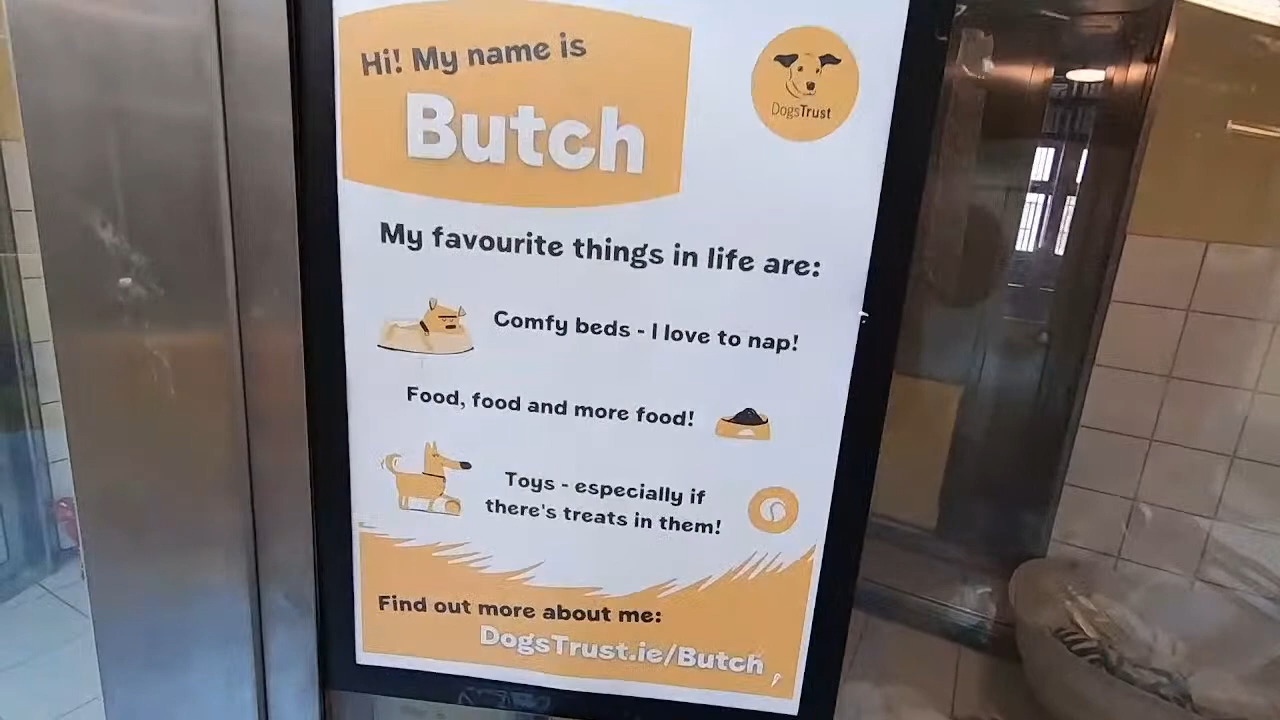 Hi! My name is
Butch
DogsTrust
My favourite things in life are:
Comfy beds - I love to nap!
Food, food and more food!
Toys - especially if
there's treats in them!
Find out more about me:
DogsTrust.ie/Butch